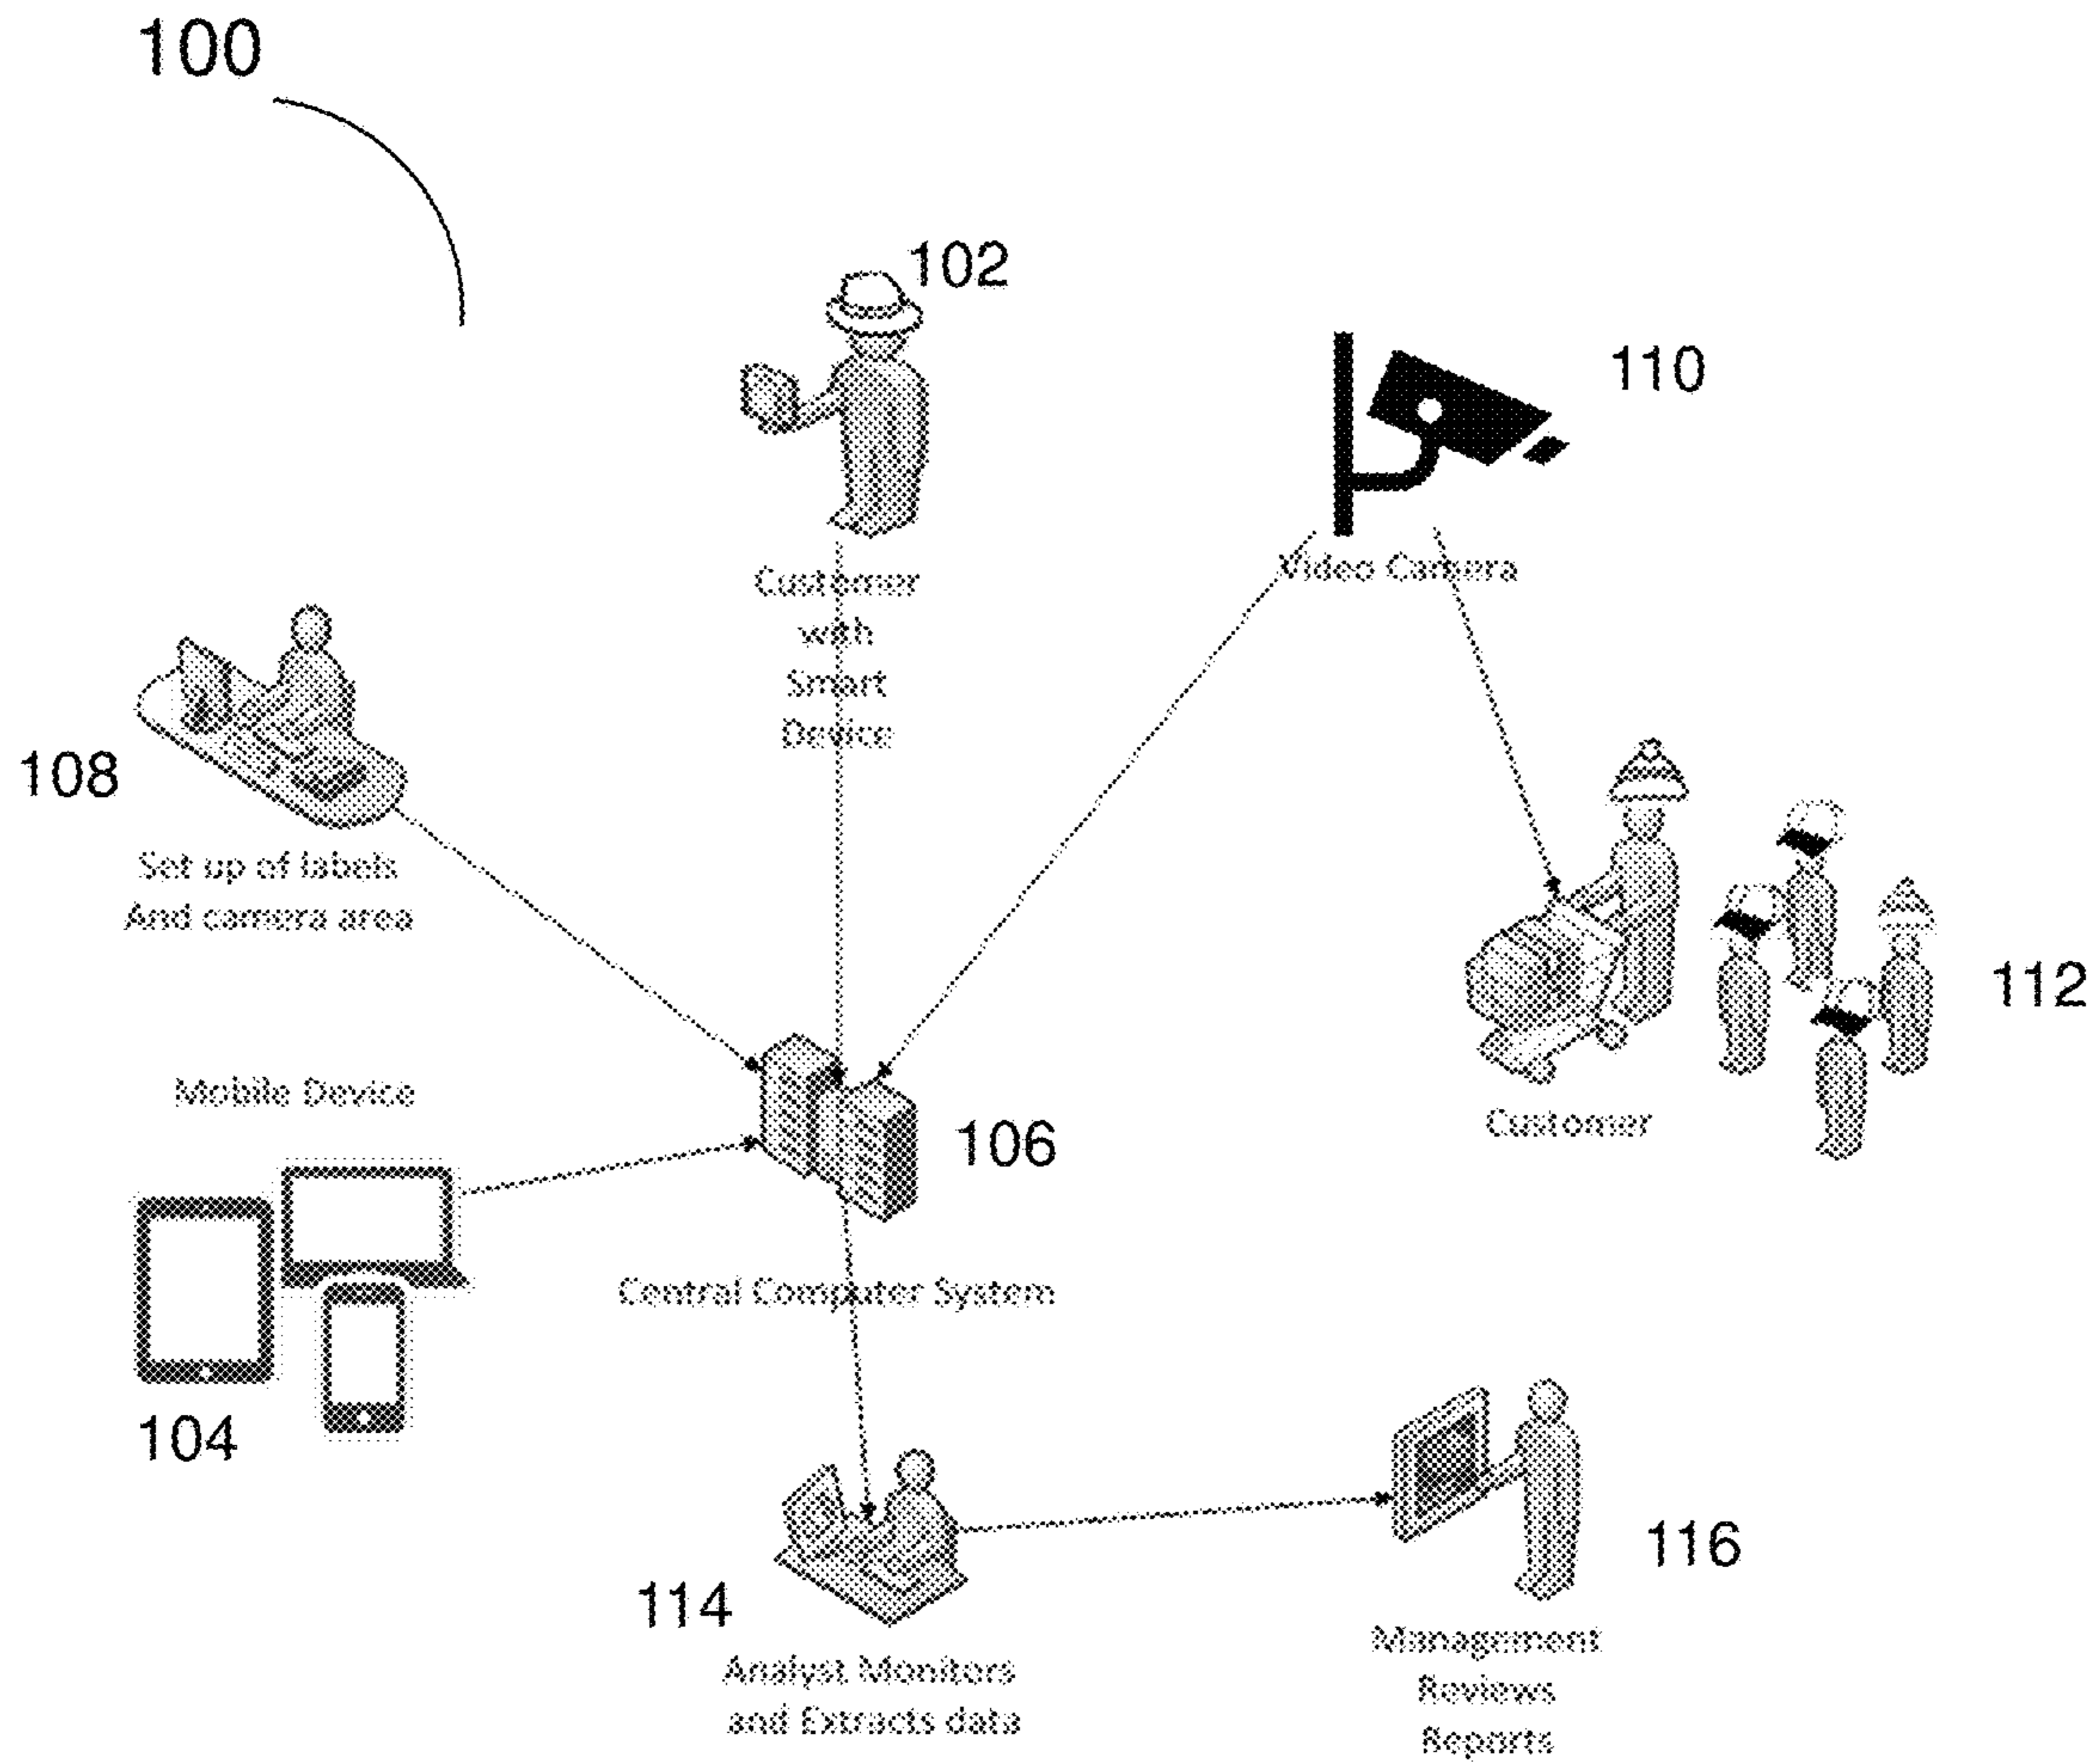 100
102
110
Customer
with
Smart
Device
Video Camera
108
Set up of labels
And camera area
112
Customer
Mobile Device
106
Central Computer System
104
114
Analyst Monitors
and Extracts data
116
Management
Reviews
Reports